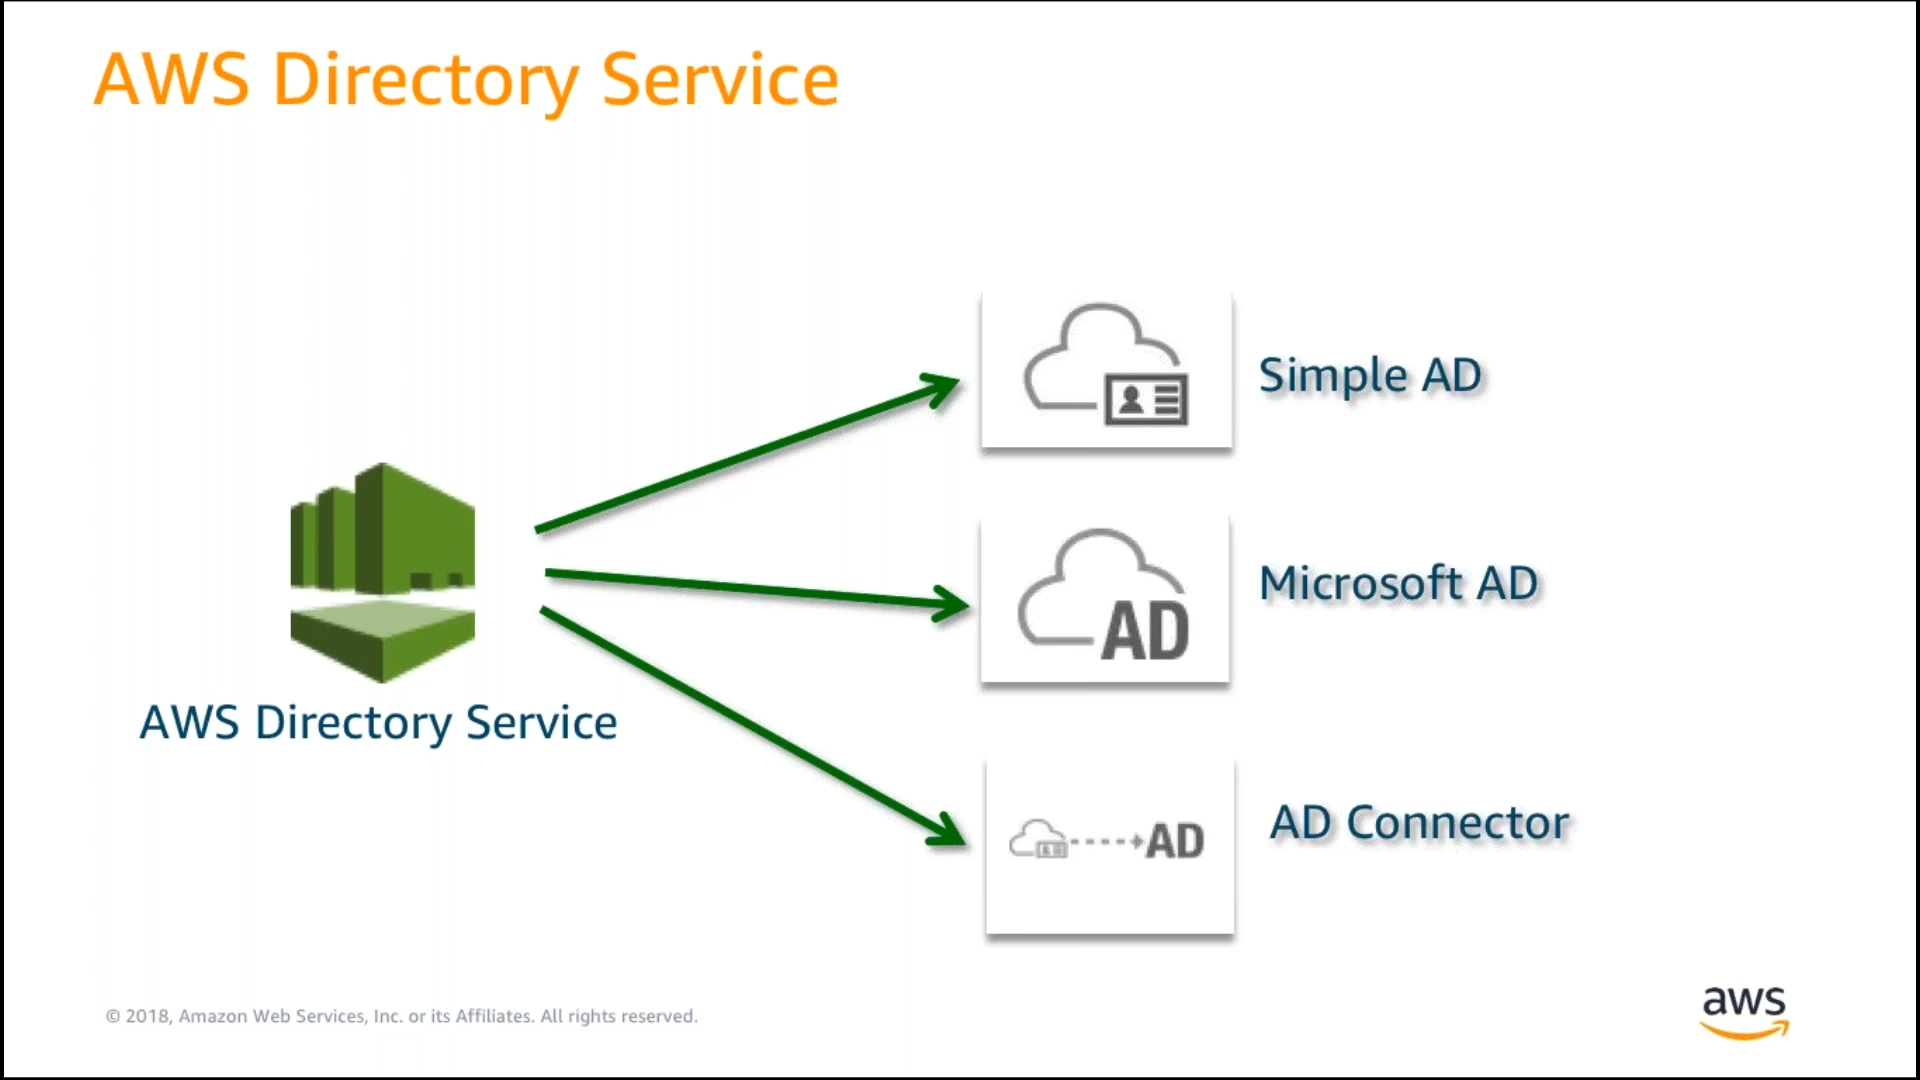 AWS Directory Service
Simple AD
AD
Microsoft AD
AWS Directory Service
AD
AD Connector
© 2018, Amazon Web Services, Inc. or its Affiliates. All rights reserved.
aws